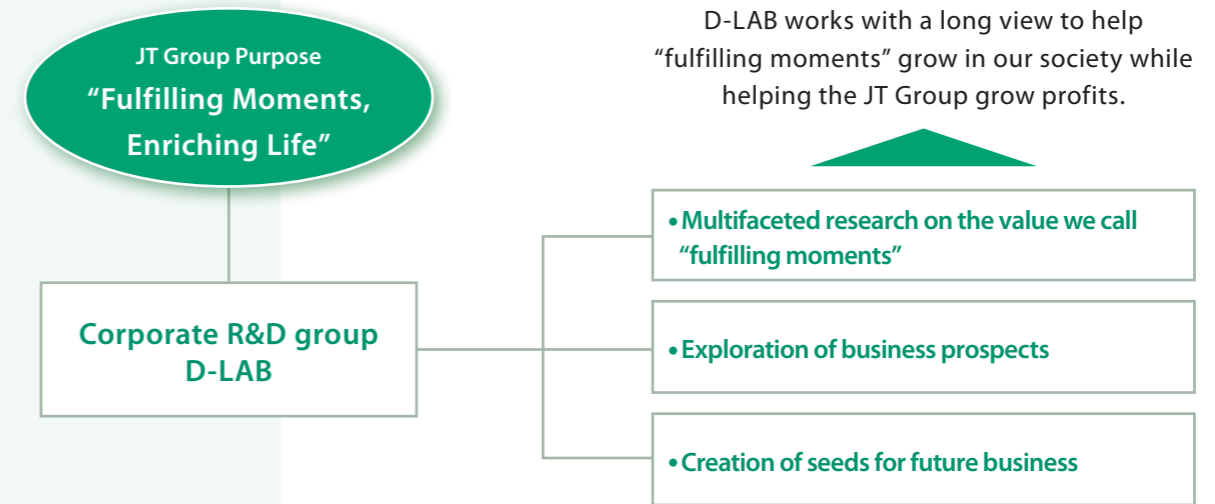 JT Group Purpose
“Fulfilling Moments,
Enriching Life”
D-LAB works with a long view to help
“fulfilling moments” grow in our society while
helping the JT Group grow profits.
Corporate R&D group
D-LAB
•Multifaceted research on the value we call
“fulfilling moments”
•Exploration of business prospects
•Creation of seeds for future business